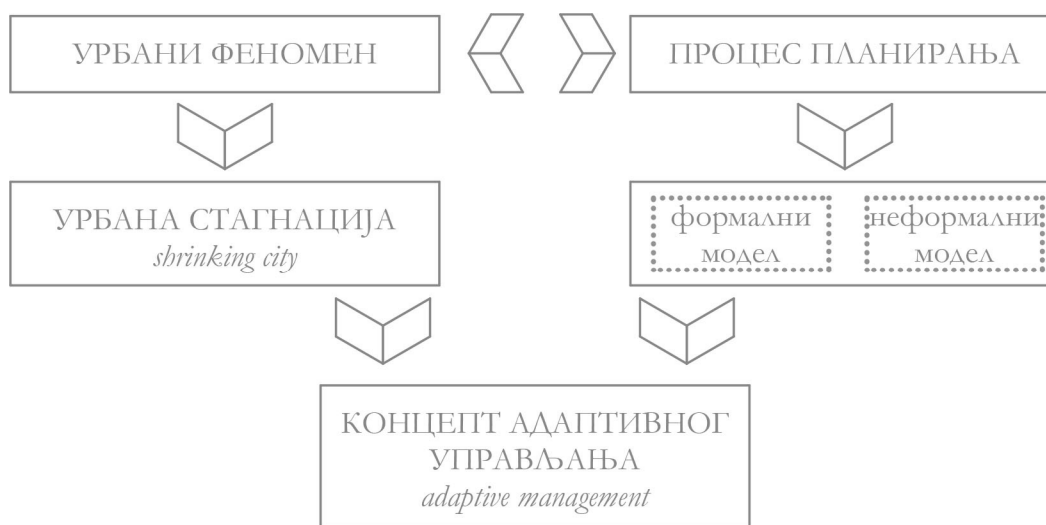 УРБАНИ ФЕНОМЕН
ПРОЦЕС ПЛАНИРАЊА
УРБАНА СТАГНАЦИЈА
shrinking city
формални
модел
неформални
модел
КОНЦЕПТ АДАПТИВНОГ
УПРАВЉАЊА
adaptive management